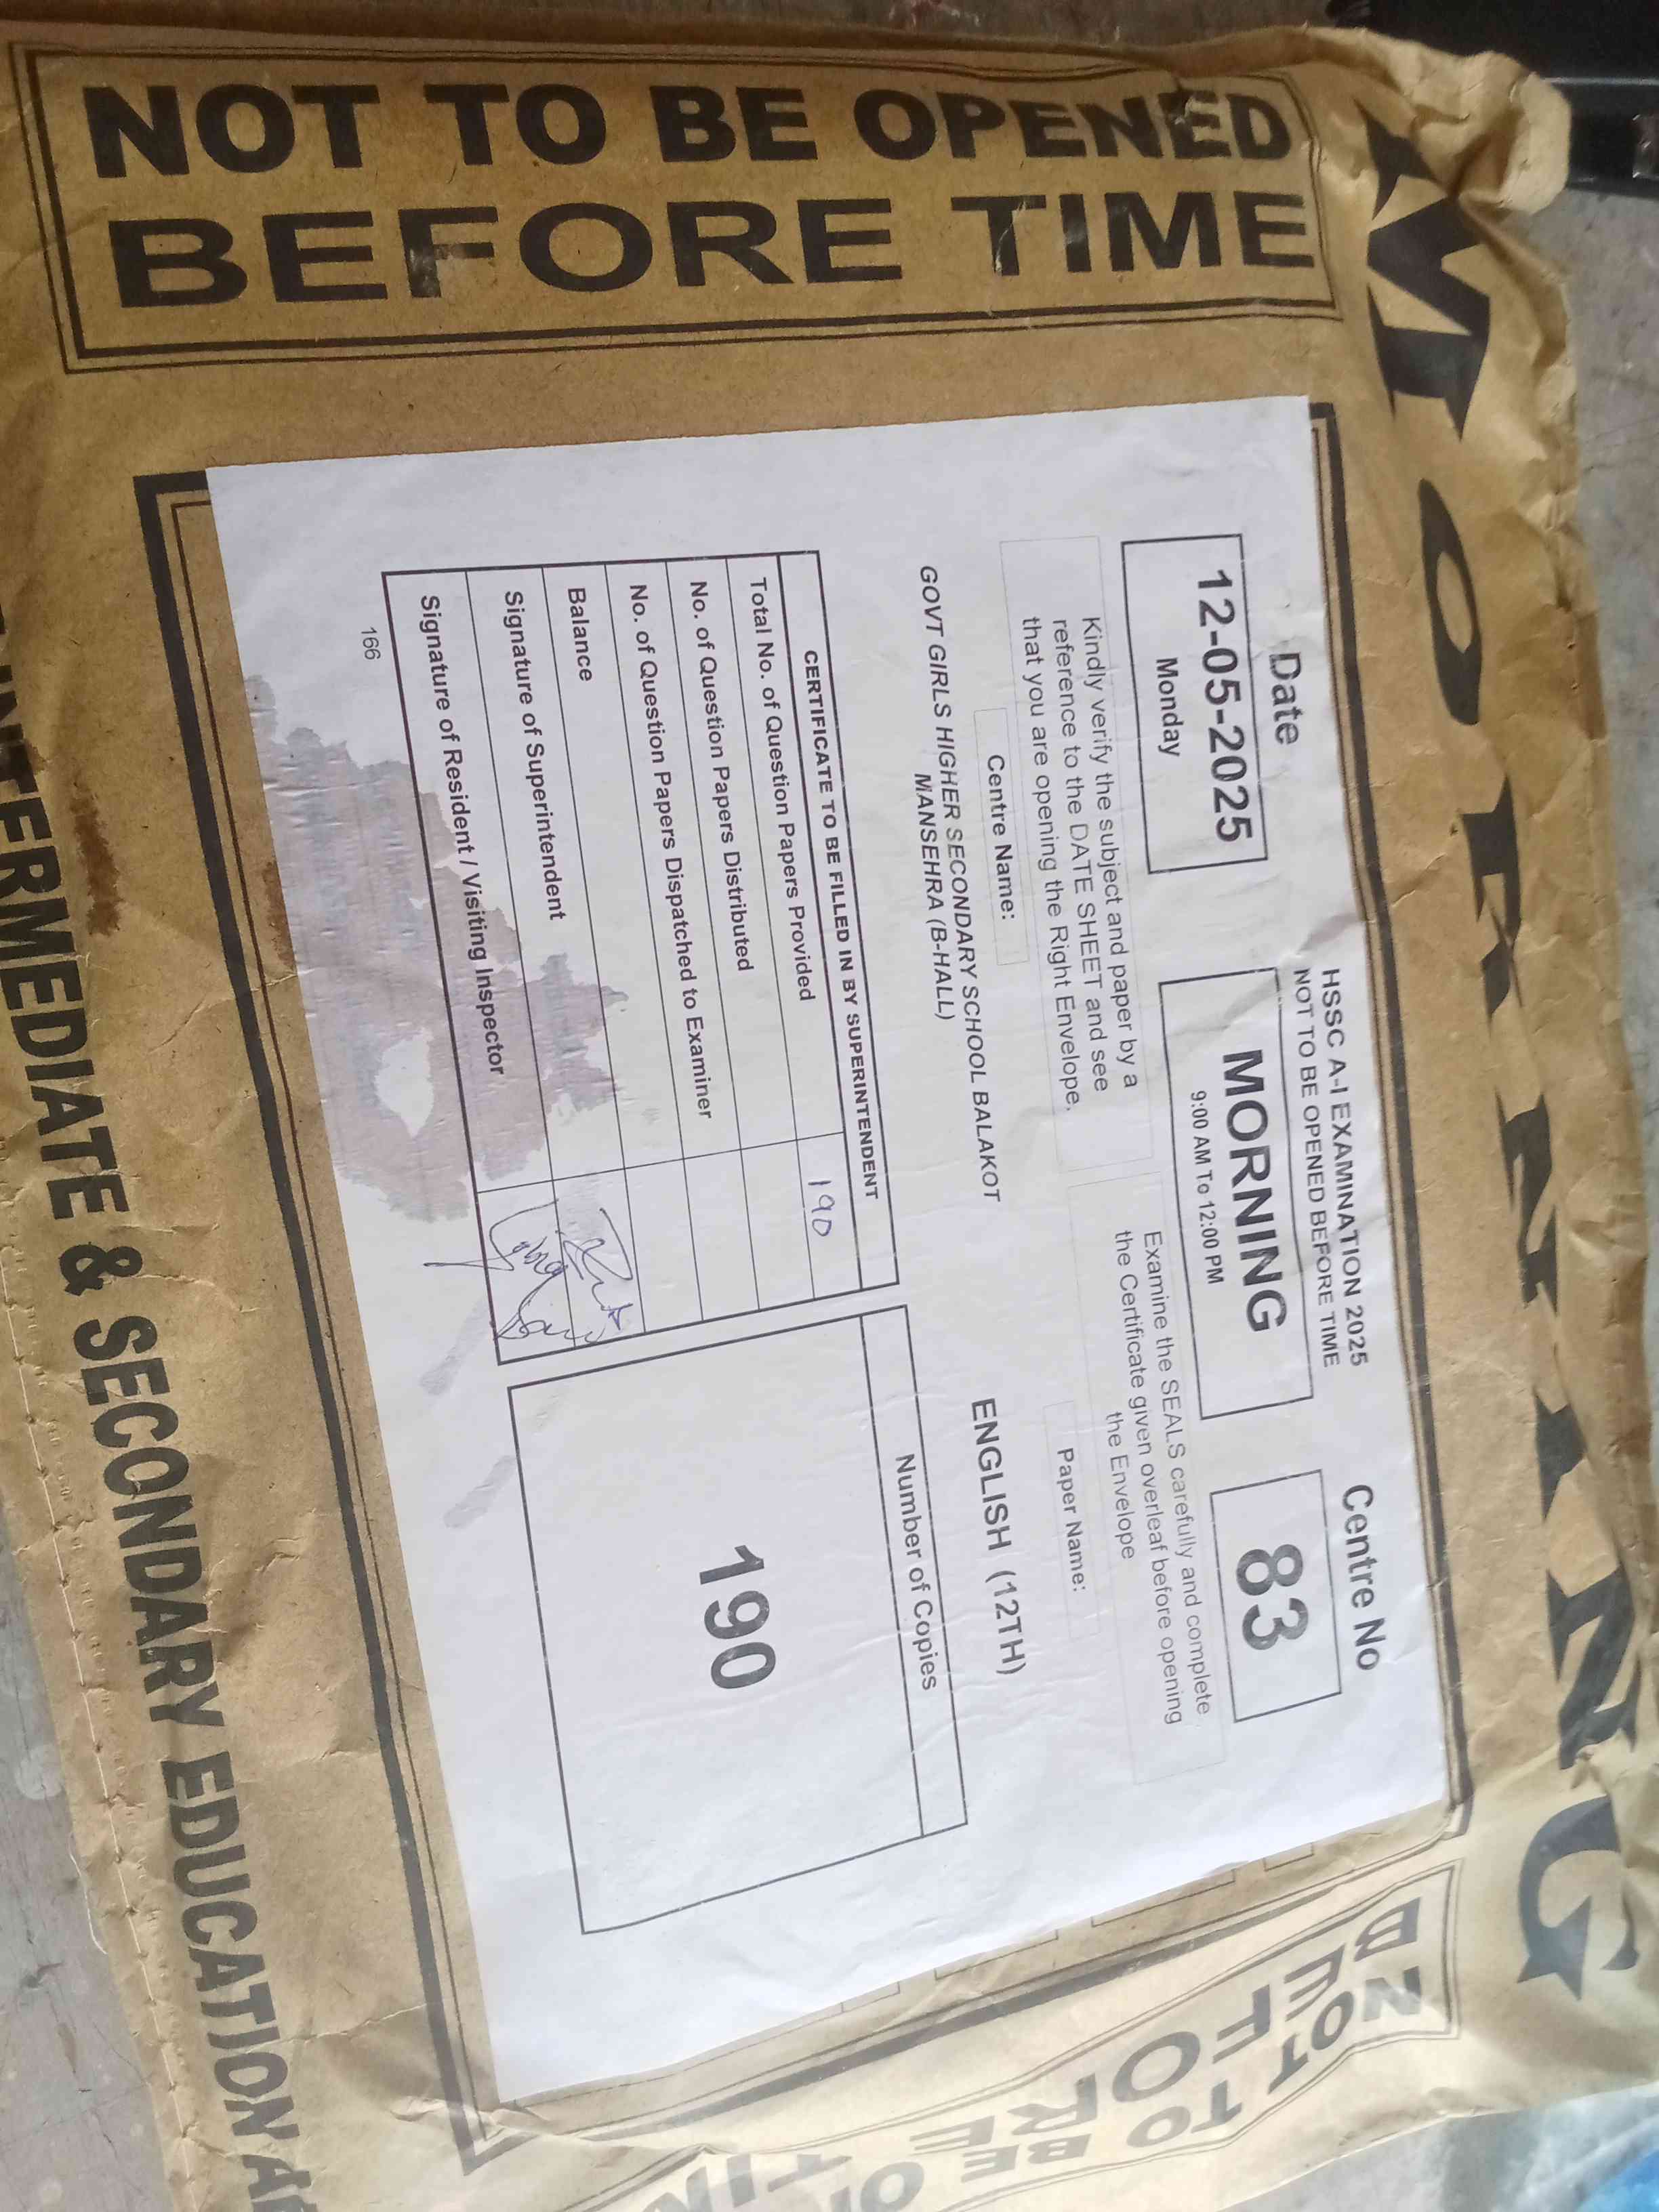 MORNING
NOT TO BE OPENED
BEFORE TIME
HSSC A-I EXAMINATION 2025
NOT TO BE OPENED BEFORE TIME
Date
12-05-2025
Monday
MORNING
9:00 AM To 12:00 PM
Centre No
83
Kindly verify the subject and paper by a
reference to the DATE SHEET and see
that you are opening the Right Envelope.
Examine the SEALS carefully and complete
the Certificate given overleaf before opening
the Envelope
Centre Name:
GOVT GIRLS HIGHER SECONDARY SCHOOL BALAKOT
MANSEHRA (B-HALL)
Paper Name:
ENGLISH (12TH)
CERTIFICATE TO BE FILLED IN BY SUPERINTENDENT
Total No. of Question Papers Provided 190
No. of Question Papers Distributed
No. of Question Papers Dispatched to Examiner
Balance
Signature of Superintendent
Signature of Resident / Visiting Inspector
166
Number of Copies
190
NOT TO
BEFORE
INTERMEDIATE & SECONDARY EDUCATION